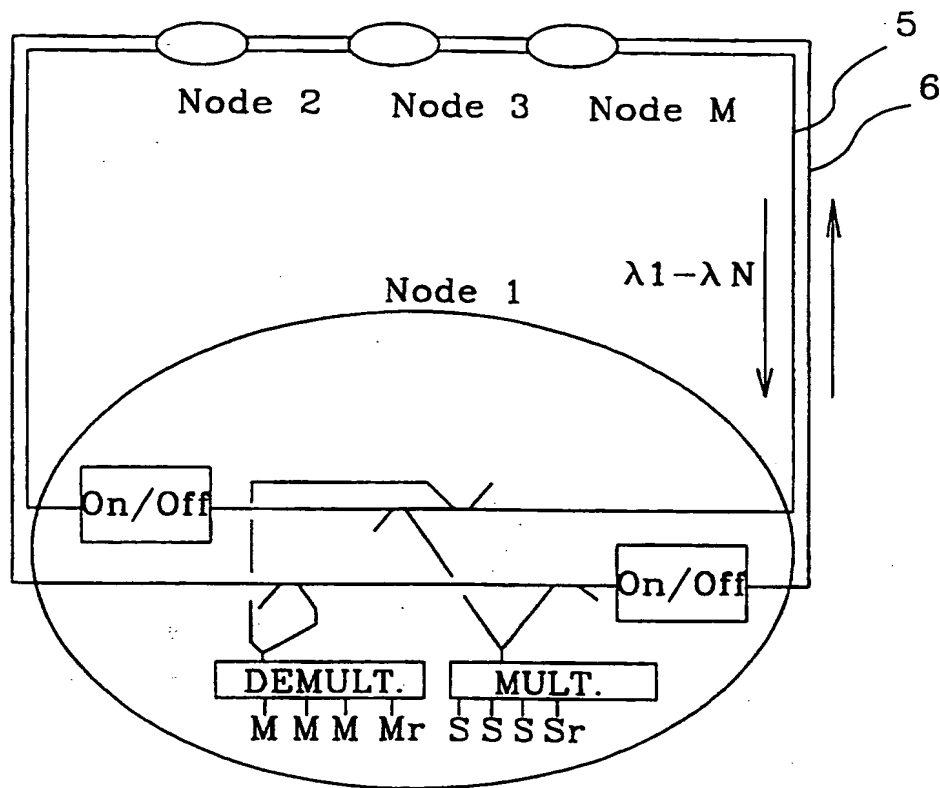 5
6
Node 2
Node 3
Node M
λ1-λN
Node 1
On/Off
On/Off
DEMULT.
MULT.
M M M Mr
S S S Sr